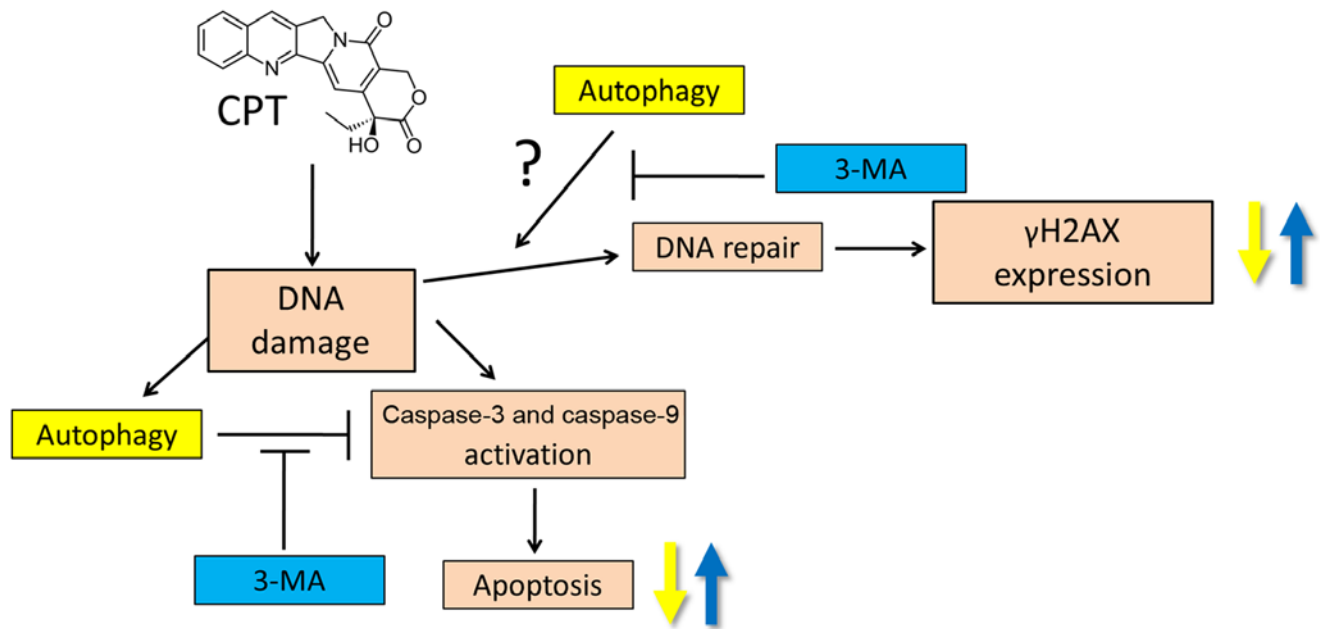 O
N
N
O
O
HO
O
CPT
Autophagy
?
3-MA
DNA repair
γH2AX
expression
DNA
damage
Autophagy
Caspase-3 and caspase-9
activation
3-MA
Apoptosis